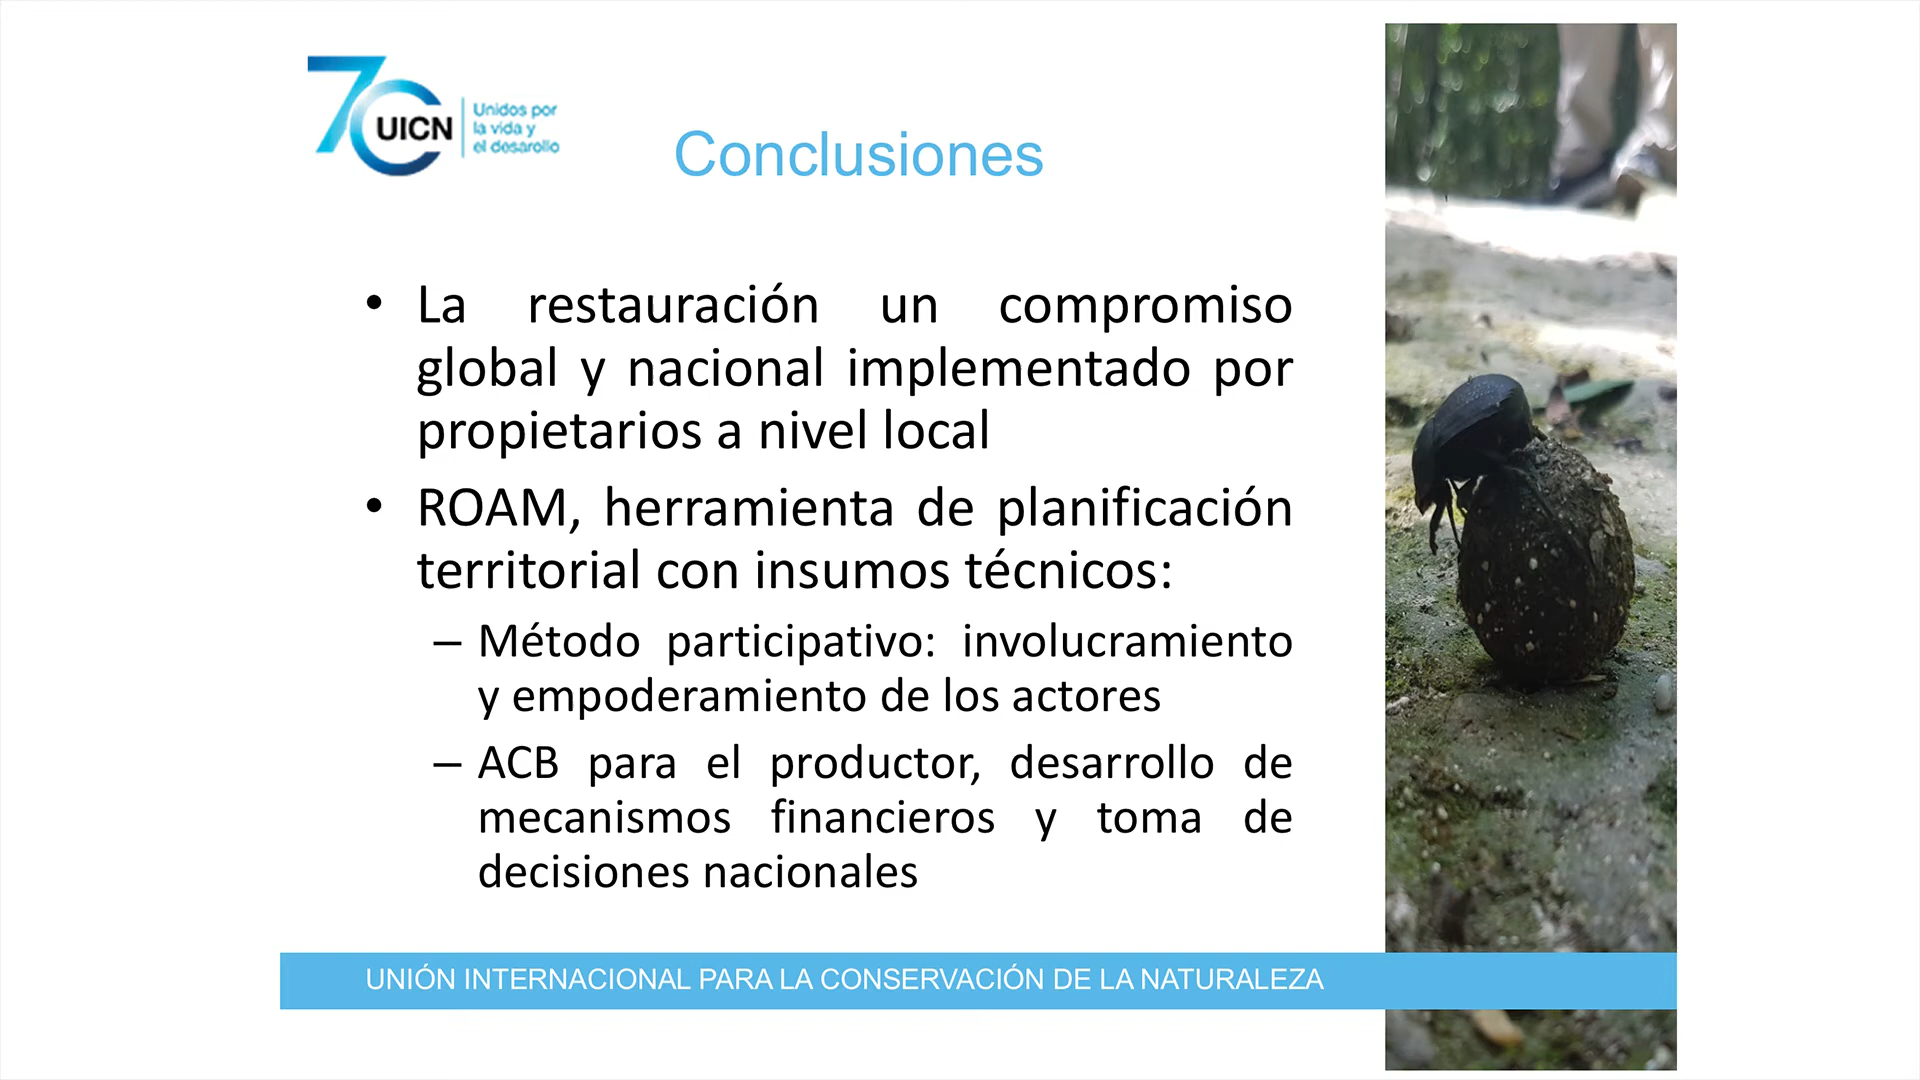 7C UICN
Unidos por
la vida y
el desarollo
Conclusiones
• La restauración un compromiso
global y nacional implementado por
propietarios a nivel local
• ROAM, herramienta de planificación
territorial con insumos técnicos:
– Método participativo: involucramiento
y empoderamiento de los actores
– ACB para el productor, desarrollo de
mecanismos financieros y toma de
decisiones nacionales
UNIÓN INTERNACIONAL PARA LA CONSERVACIÓN DE LA NATURALEZA